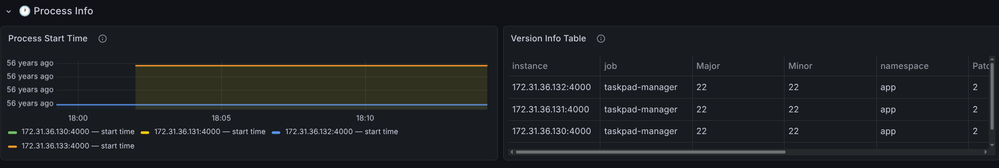 Process Info
Process Start Time
56 years ago
56 years ago
56 years ago
56 years ago
18:00 18:05 18:10
172.31.36.130:4000 — start time 172.31.36.131:4000 — start time 172.31.36.132:4000 — start time
172.31.36.133:4000 — start time
Version Info Table
instance job Major Minor namespace
172.31.36.132:4000 taskpad-manager 22 22 app 2
172.31.36.131:4000 taskpad-manager 22 22 app 2
172.31.36.130:4000 taskpad-manager 22 22 app 2